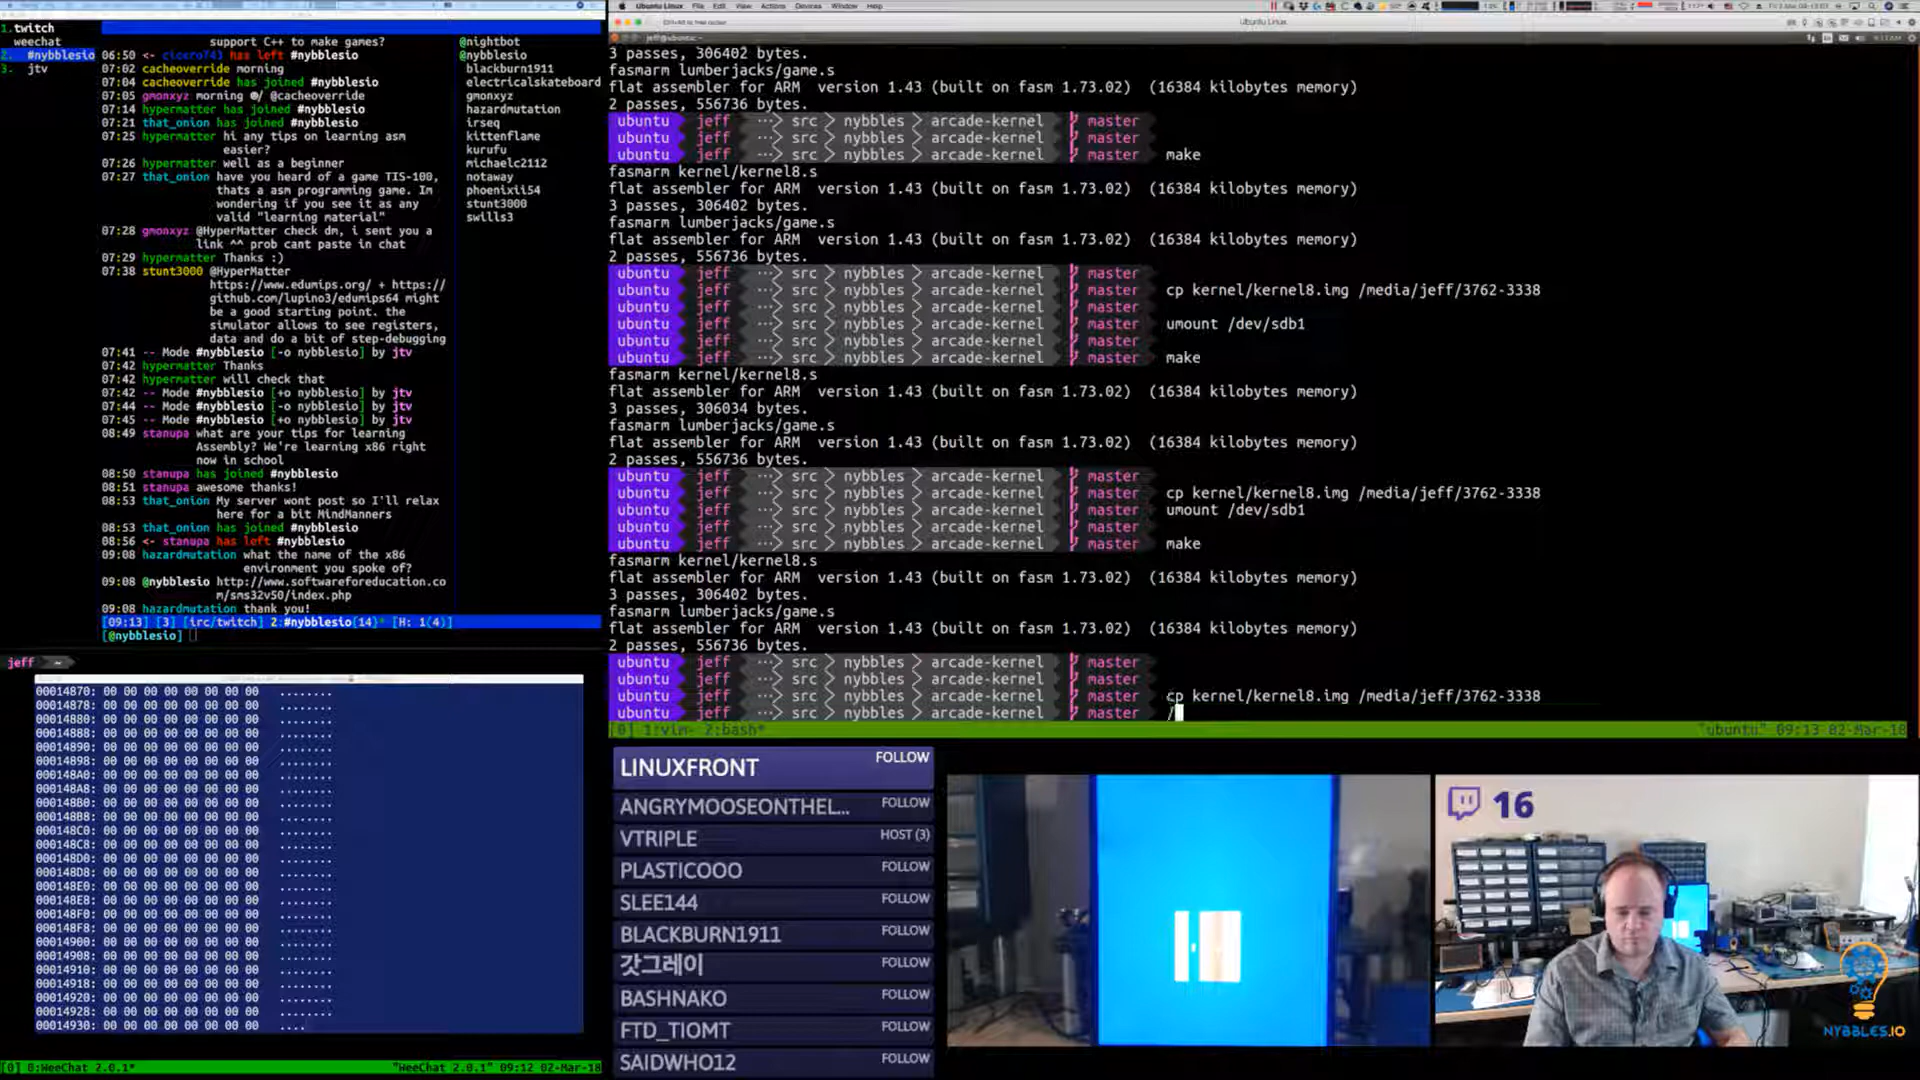 Ubuntu Linux File Edit View Actions Devices Window Help
Ubuntu Linux
1.twitch
weechat
2. #nybblesio
3. jtv
support C++ to make games?
06:50 <- ciccrof43 has left #nybblesio
07:02 cacheoverride morning
07:04 cacheoverride has joined #nybblesio
07:05 gmonxyz morning @cacheoverride
07:14 hypermatter has joined #nybblesio
07:21 that_onion has joined #nybblesio
07:25 hypermatter hi any tips on learning asm
easier?
07:26 hypermatter well as a beginner
07:27 that_onion have you heard of a game TIS-100,
thats a asm programming game. Im
wondering if you see it as any
valid "learning material"
07:28 gmonxyz @HyperMatter check dm, i sent you a
link ^^ prob cant paste in chat
07:29 hypermatter Thanks :)
07:38 stunt3000 @HyperMatter
https://www.edumips.org/ + https://
github.com/lupino3/edumips64 might
be a good starting point. the
simulator allows to see registers,
data and do a bit of step-debugging
07:41 -- Mode #nybblesio [-o nybblesio] by jtv
07:42 hypermatter Thanks
07:42 hypermatter will check that
07:42 -- Mode #nybblesio [+o nybblesio] by jtv
07:44 -- Mode #nybblesio [-o nybblesio] by jtv
07:45 -- Mode #nybblesio [+o nybblesio] by jtv
08:49 stanupa what are your tips for learning
Assembly? We're learning x86 right
now in school
08:50 stanupa has joined #nybblesio
08:51 stanupa awesome thanks!
08:53 that_onion My server wont post so I'll relax
here for a bit MindManners
08:53 that_onion has joined #nybblesio
08:56 <- stanupa has left #nybblesio
09:08 hazardmutation what the name of the x86
environment you spoke of?
09:08 @nybblesio http://www.softwareforeducation.co
m/sms32v50/index.php
09:08 hazardmutation thank you!
[09:13] [3] [irc/twitch] 2:#nybblesio(14)* [H: 1(4)]
[@nybblesio]
@nightbot
@nybblesio
blackburn1911
electricalskateboard
gmonxyz
hazardmutation
irseq
kittenflame
kurufu
michaelc2112
notaway
phoenixii54
stunt3000
swills3
3 passes, 306402 bytes.
fasmarm lumberjacks/game.s
flat assembler for ARM version 1.43 (built on fasm 1.73.02) (16384 kilobytes memory)
2 passes, 556736 bytes.
ubuntu jeff ··· src nybbles arcade-kernel master
ubuntu jeff ··· src nybbles arcade-kernel master
ubuntu jeff ··· src nybbles arcade-kernel master make
fasmarm kernel/kernel8.s
flat assembler for ARM version 1.43 (built on fasm 1.73.02) (16384 kilobytes memory)
3 passes, 306402 bytes.
fasmarm lumberjacks/game.s
flat assembler for ARM version 1.43 (built on fasm 1.73.02) (16384 kilobytes memory)
2 passes, 556736 bytes.
ubuntu jeff ··· src nybbles arcade-kernel master
ubuntu jeff ··· src nybbles arcade-kernel master cp kernel/kernel8.img /media/jeff/3762-3338
ubuntu jeff ··· src nybbles arcade-kernel master
ubuntu jeff ··· src nybbles arcade-kernel master umount /dev/sdb1
ubuntu jeff ··· src nybbles arcade-kernel master
ubuntu jeff ··· src nybbles arcade-kernel master make
fasmarm kernel/kernel8.s
flat assembler for ARM version 1.43 (built on fasm 1.73.02) (16384 kilobytes memory)
3 passes, 306034 bytes.
fasmarm lumberjacks/game.s
flat assembler for ARM version 1.43 (built on fasm 1.73.02) (16384 kilobytes memory)
2 passes, 556736 bytes.
ubuntu jeff ··· src nybbles arcade-kernel master
ubuntu jeff ··· src nybbles arcade-kernel master cp kernel/kernel8.img /media/jeff/3762-3338
ubuntu jeff ··· src nybbles arcade-kernel master umount /dev/sdb1
ubuntu jeff ··· src nybbles arcade-kernel master
ubuntu jeff ··· src nybbles arcade-kernel master make
fasmarm kernel/kernel8.s
flat assembler for ARM version 1.43 (built on fasm 1.73.02) (16384 kilobytes memory)
3 passes, 306402 bytes.
fasmarm lumberjacks/game.s
flat assembler for ARM version 1.43 (built on fasm 1.73.02) (16384 kilobytes memory)
2 passes, 556736 bytes.
ubuntu jeff ··· src nybbles arcade-kernel master
ubuntu jeff ··· src nybbles arcade-kernel master
ubuntu jeff ··· src nybbles arcade-kernel master cp kernel/kernel8.img /media/jeff/3762-3338
ubuntu jeff ··· src nybbles arcade-kernel master /
[0] 1:vim- 2:bash* "ubuntu" 09:13 02-Mar-18
jeff ~
00014870: 00 00 00 00 00 00 00 00 ........
00014878: 00 00 00 00 00 00 00 00 ........
00014880: 00 00 00 00 00 00 00 00 ........
00014888: 00 00 00 00 00 00 00 00 ........
00014890: 00 00 00 00 00 00 00 00 ........
00014898: 00 00 00 00 00 00 00 00 ........
000148A0: 00 00 00 00 00 00 00 00 ........
000148A8: 00 00 00 00 00 00 00 00 ........
000148B0: 00 00 00 00 00 00 00 00 ........
000148B8: 00 00 00 00 00 00 00 00 ........
000148C0: 00 00 00 00 00 00 00 00 ........
000148C8: 00 00 00 00 00 00 00 00 ........
000148D0: 00 00 00 00 00 00 00 00 ........
000148D8: 00 00 00 00 00 00 00 00 ........
000148E0: 00 00 00 00 00 00 00 00 ........
000148E8: 00 00 00 00 00 00 00 00 ........
000148F0: 00 00 00 00 00 00 00 00 ........
000148F8: 00 00 00 00 00 00 00 00 ........
00014900: 00 00 00 00 00 00 00 00 ........
00014908: 00 00 00 00 00 00 00 00 ........
00014910: 00 00 00 00 00 00 00 00 ........
00014918: 00 00 00 00 00 00 00 00 ........
00014920: 00 00 00 00 00 00 00 00 ........
00014928: 00 00 00 00 00 00 00 00 ........
00014930: 00 00 00 00 00 00 00 00 ....
[0] 0:WeeChat 2.0.1* "WeeChat 2.0.1" 09:12 02-Mar-18
LINUXFRONT FOLLOW
ANGRYMOOSEONTHEL... FOLLOW
VTRIPLE HOST (3)
PLASTICOOO FOLLOW
SLEE144 FOLLOW
BLACKBURN1911 FOLLOW
갓그레이 FOLLOW
BASHNAKO FOLLOW
FTD_TIOMT FOLLOW
SAIDWHO12 FOLLOW
16
NYBBLES.IO